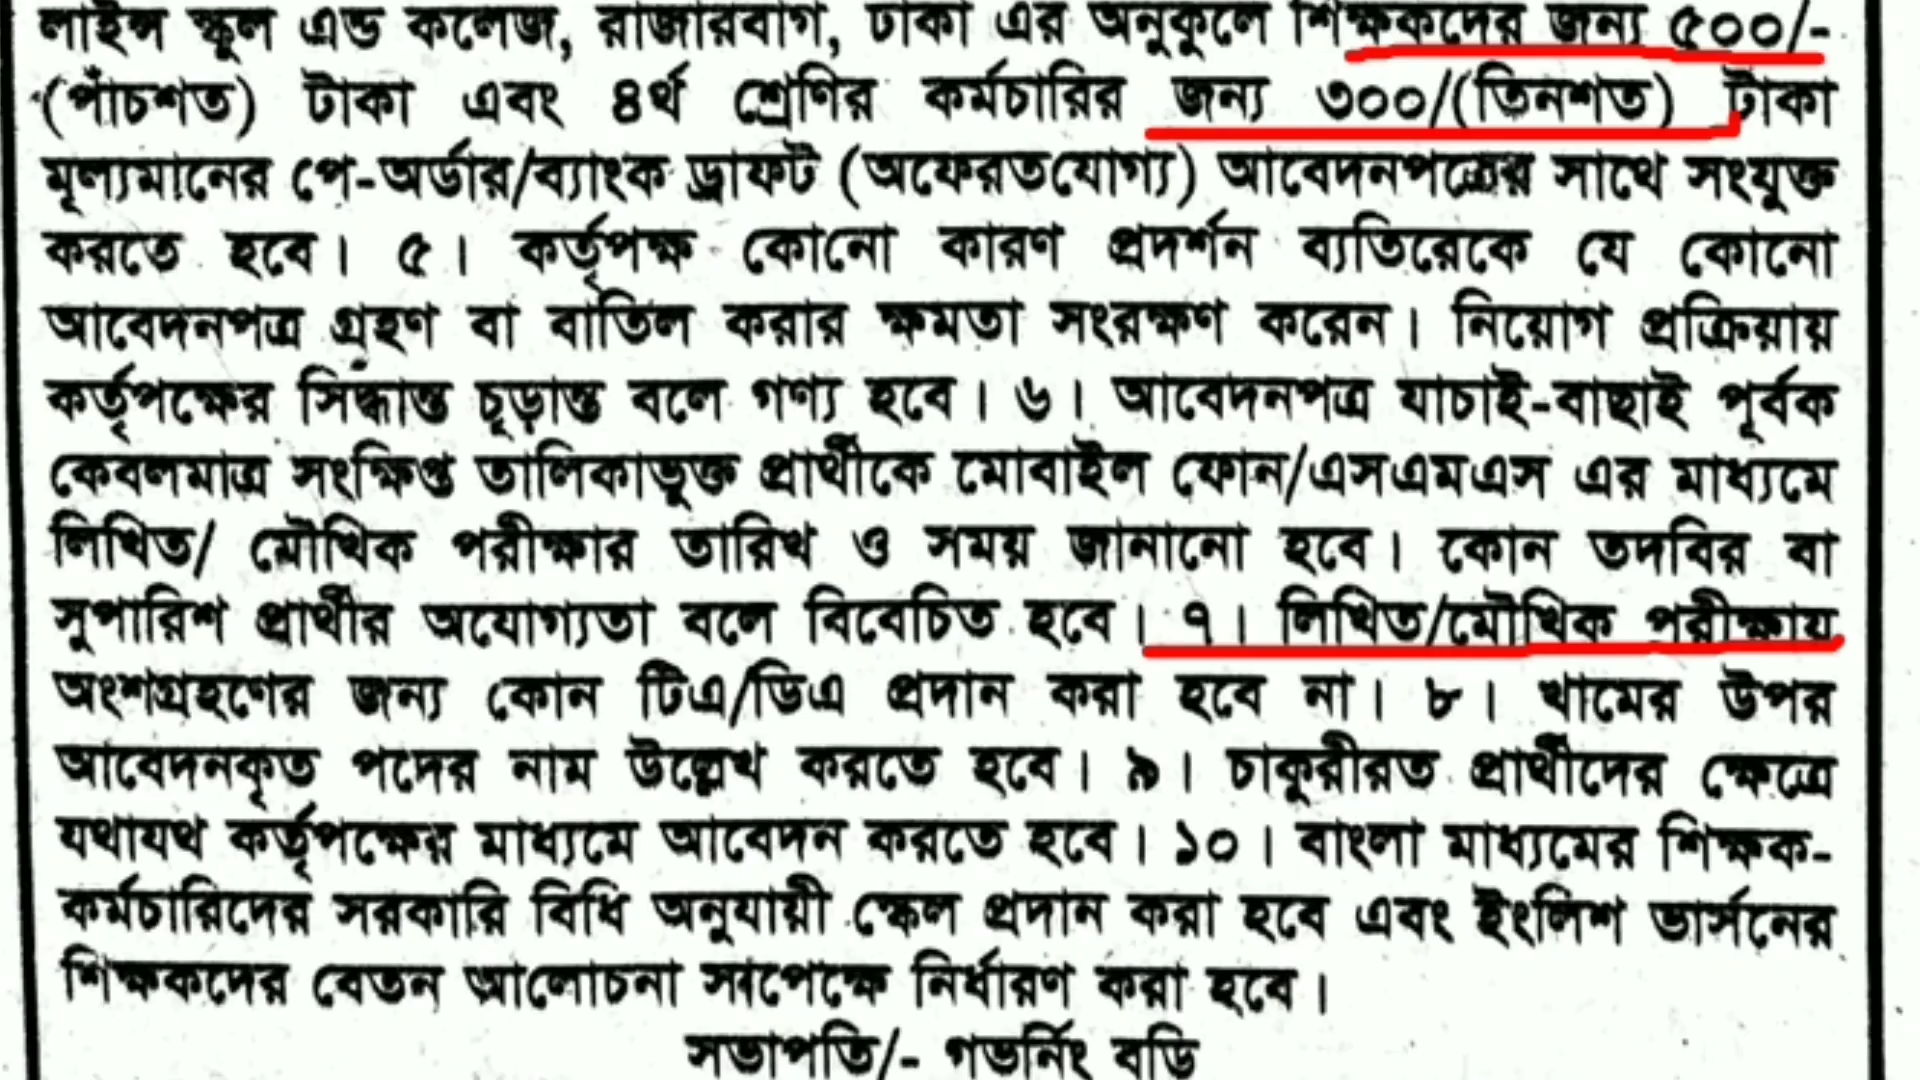 লাইন্স স্কুল এন্ড কলেজ, রাজারবাগ, ঢাকা এর অনুকুলে শিক্ষকদের জন্য ৫০০/-
(পাঁচশত) টাকা এবং ৪র্থ শ্রেণির কর্মচারির জন্য ৩০০/(তিনশত) টাকা
মূল্যমানের পে-অর্ডার/ব্যাংক ড্রাফট (অফেরতযোগ্য) আবেদনপত্রের সাথে সংযুক্ত
করতে হবে। ৫। কর্তৃপক্ষ কোনো কারণ প্রদর্শন ব্যতিরেকে যে কোনো
আবেদনপত্র গ্রহণ বা বাতিল করার ক্ষমতা সংরক্ষণ করেন। নিয়োগ প্রক্রিয়ায়
কর্তৃপক্ষের সিদ্ধান্ত চূড়ান্ত বলে গণ্য হবে। ৬। আবেদনপত্র যাচাই-বাছাই পূর্বক
কেবলমাত্র সংক্ষিপ্ত তালিকাভুক্ত প্রার্থীকে মোবাইল ফোন/এসএমএস এর মাধ্যমে
লিখিত/ মৌখিক পরীক্ষার তারিখ ও সময় জানানো হবে। কোন তদবির বা
সুপারিশ প্রার্থীর অযোগ্যতা বলে বিবেচিত হবে। ৭। লিখিত/মৌখিক পরীক্ষায়
অংশগ্রহণের জন্য কোন টিএ/ডিএ প্রদান করা হবে না। ৮। খামের উপর
আবেদনকৃত পদের নাম উল্লেখ করতে হবে। ৯। চাকুরীরত প্রার্থীদের ক্ষেত্রে
যথাযথ কর্তৃপক্ষের মাধ্যমে আবেদন করতে হবে। ১০। বাংলা মাধ্যমের শিক্ষক-
কর্মচারিদের সরকারি বিধি অনুযায়ী স্কেল প্রদান করা হবে এবং ইংলিশ ভার্সনের
শিক্ষকদের বেতন আলোচনা সাপেক্ষে নির্ধারণ করা হবে।
সভাপতি/- গভর্নিং বডি